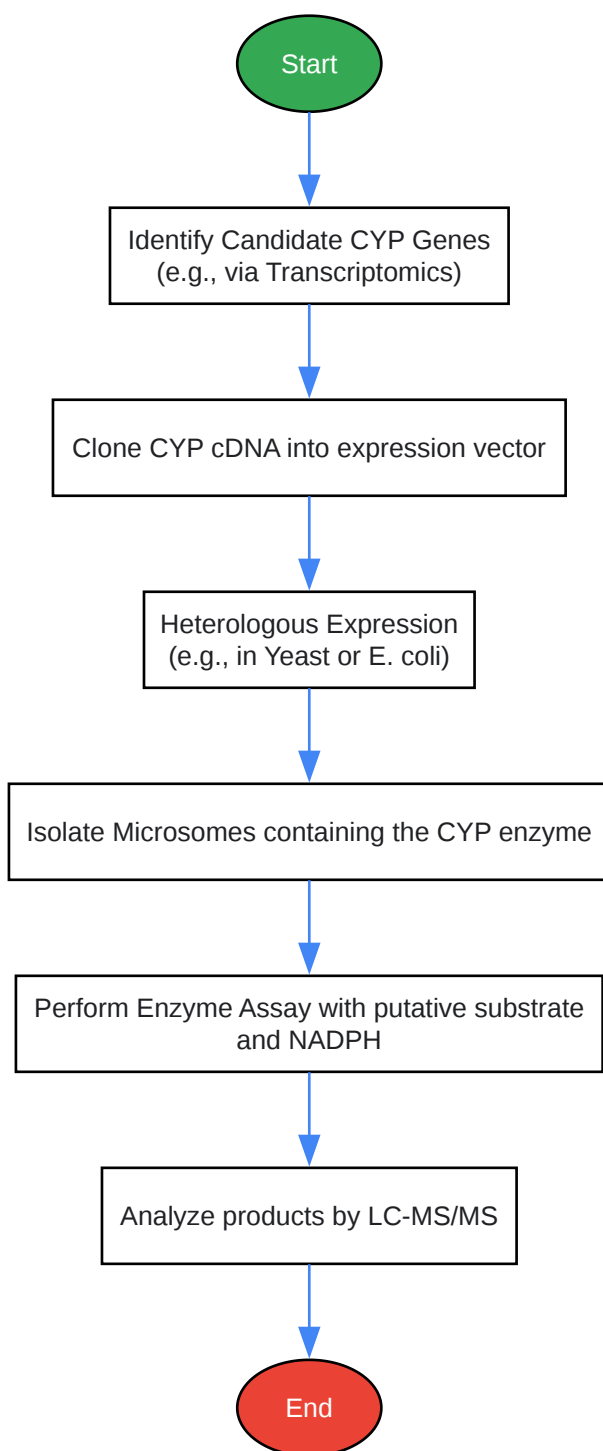 Start
Identify Candidate CYP Genes
(e.g., via Transcriptomics)
Clone CYP cDNA into expression vector
Heterologous Expression
(e.g., in Yeast or E. coli)
Isolate Microsomes containing the CYP enzyme
Perform Enzyme Assay with putative substrate
and NADPH
Analyze products by LC-MS/MS
End